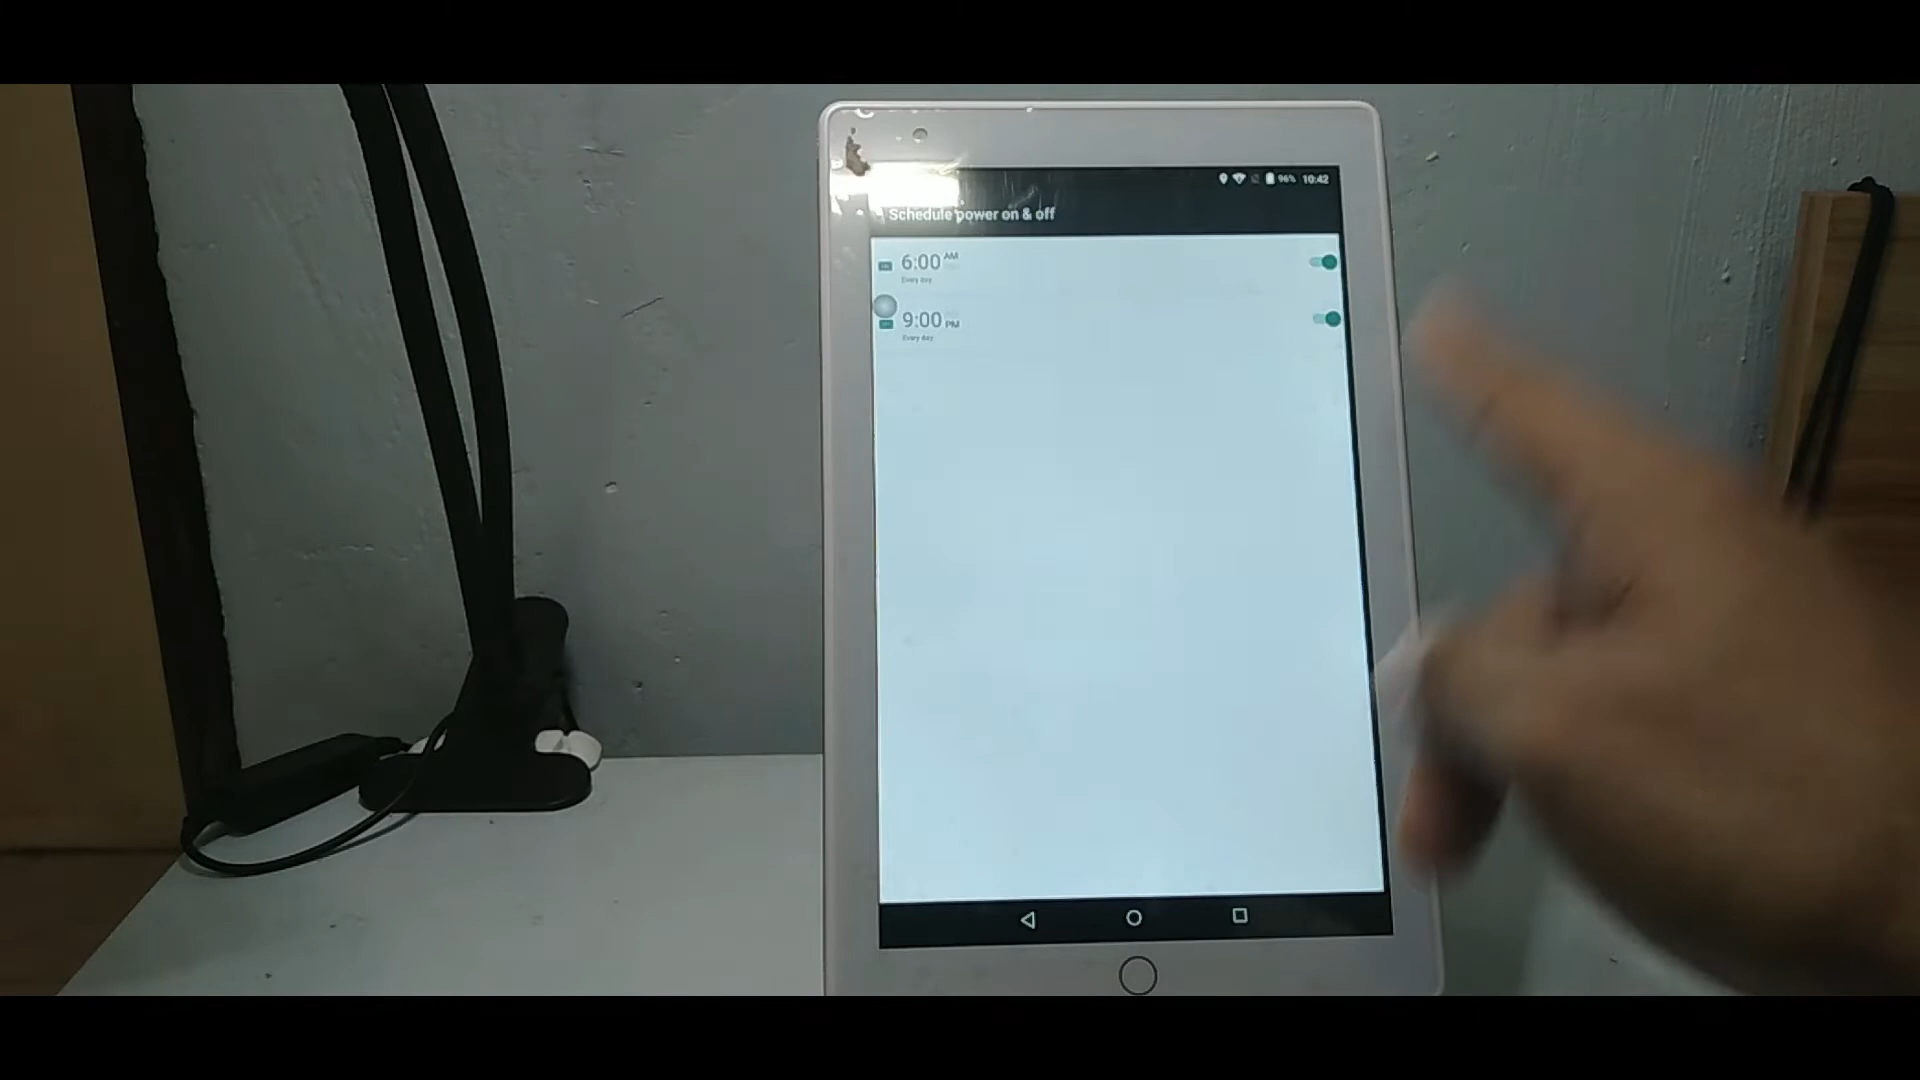 96% 10:42
Schedule power on & off
6:00 AM
Every day
9:00 PM
Every day